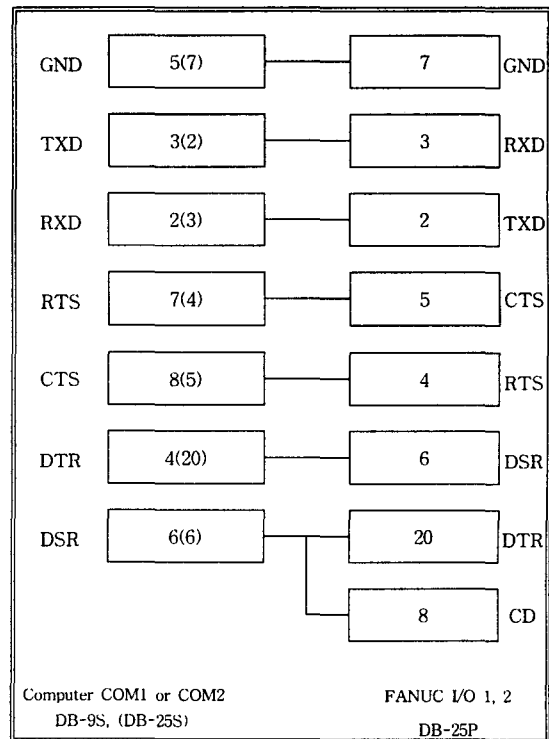 GND 5(7) 7 GND
TXD 3(2) 3 RXD
RXD 2(3) 2 TXD
RTS 7(4) 5 CTS
CTS 8(5) 4 RTS
DTR 4(20) 6 DSR
DSR 6(6) 20 DTR
8 CD
Computer COM1 or COM2 FANUC I/O 1, 2
DB-9S, (DB-25S) DB-25P